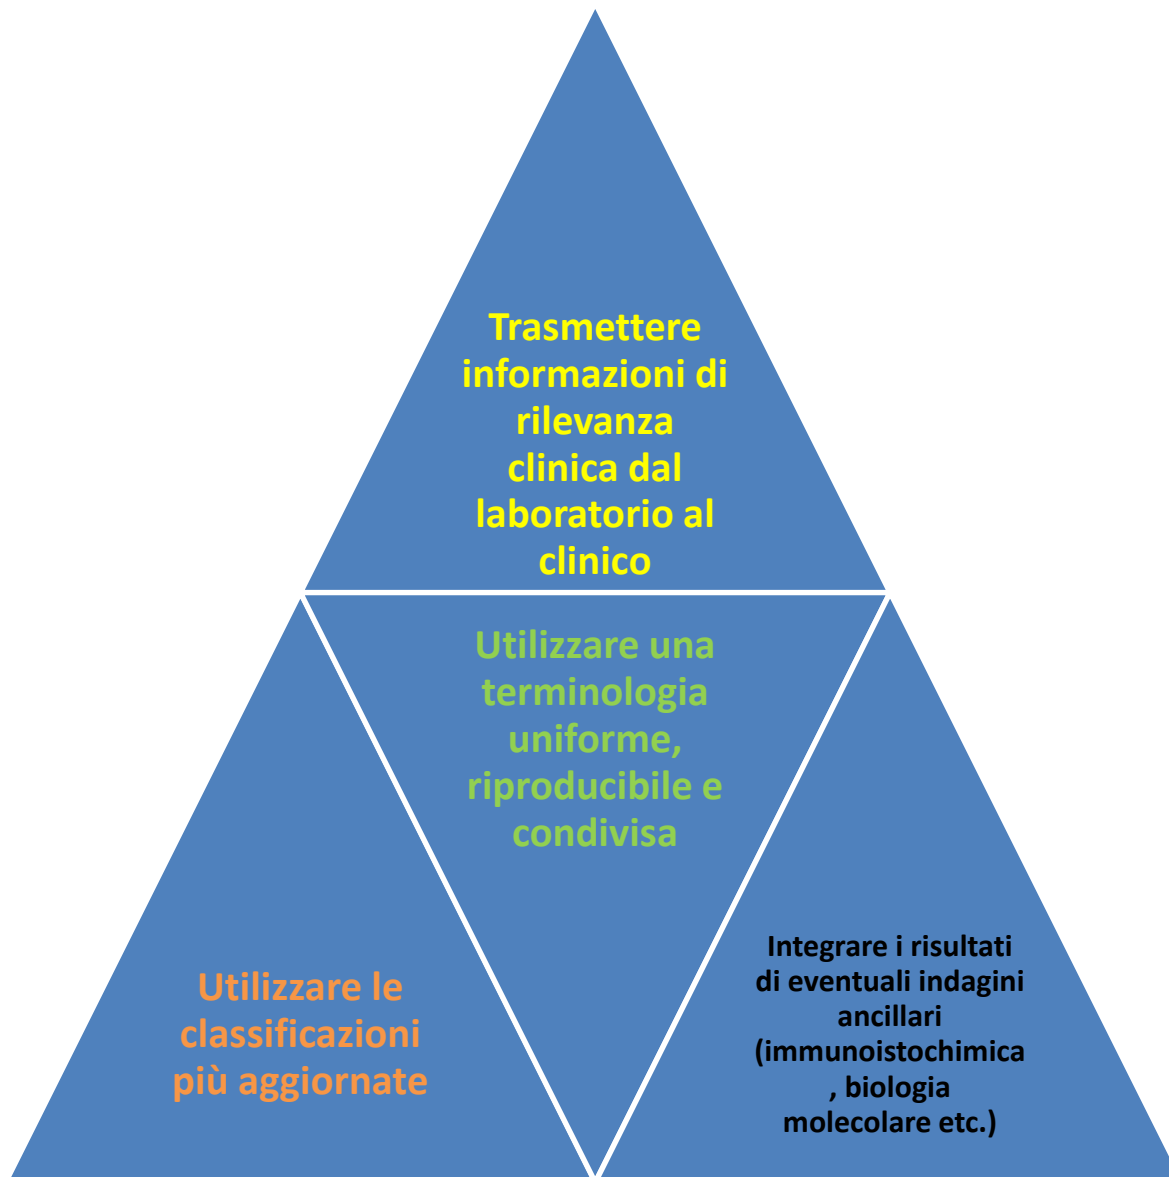 Trasmettere
informazioni di
rilevanza
clinica dal
laboratorio al
clinico
Utilizzare una
terminologia
uniforme,
riproducibile e
condivisa
Utilizzare le
classificazioni
più aggiornate
Integrare i risultati
di eventuali indagini
ancillari
(immunoistochimica
, biologia
molecolare etc.)